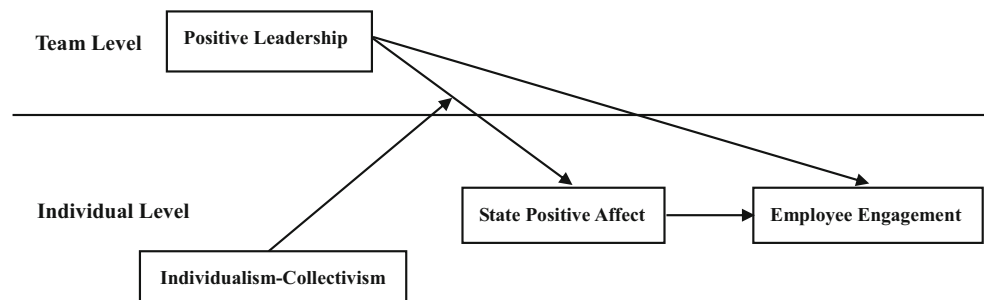 Team Level
Positive Leadership
Individual Level
State Positive Affect
Employee Engagement
Individualism-Collectivism